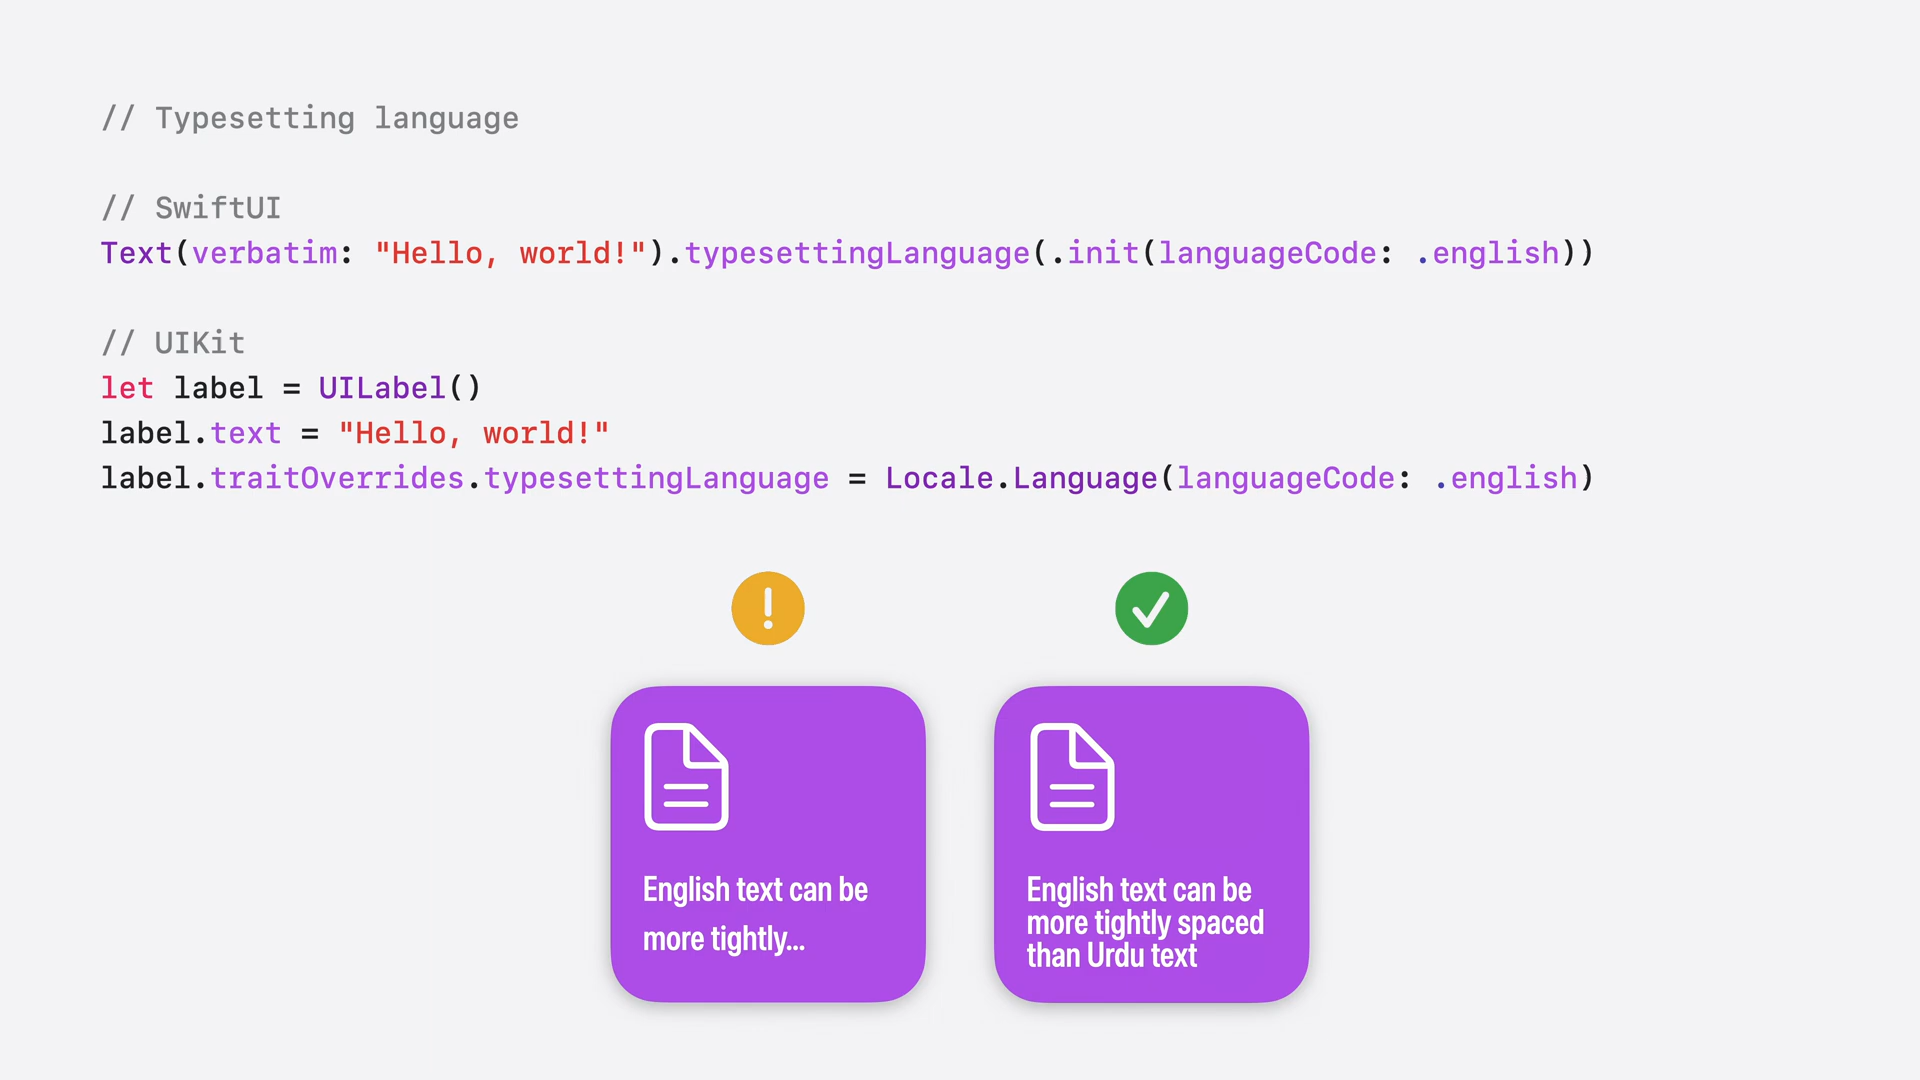 // Typesetting language
// SwiftUI
Text(verbatim: "Hello, world!").typesettingLanguage(.init(languageCode: .english))
// UIKit
let label = UILabel()
label.text = "Hello, world!"
label.traitOverrides.typesettingLanguage = Locale.Language(languageCode: .english)
English text can be
more tightly...
English text can be
more tightly spaced
than Urdu text